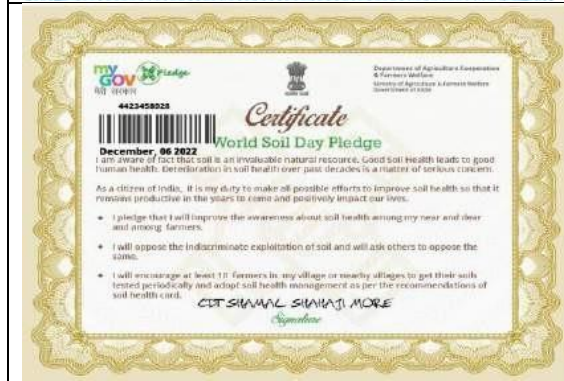 my GOV
मेरी सरकार
Pledge
Department of Agriculture Cooperation
& Farmers Welfare
Ministry of Agriculture & Farmers Welfare
Government of India
4423458928
December, 06 2022
Certificate
World Soil Day Pledge
I am aware of fact that soil is an invaluable natural resource. Good Soil Health leads to good
human health. Deterioration in soil health over past decades is a matter of serious concern.
As a citizen of India, it is my duty to make all possible efforts to improve soil health so that it
remains productive in the years to come and positively impact our lives.
• I pledge that I will improve the awareness about soil health among my near and dear
and among farmers.
• I will oppose the indiscriminate exploitation of soil and will ask others to oppose the
same.
• I will encourage at least 10 farmers in my village or nearby villages to get their soils
tested periodically and adopt soil health management as per the recommendations of
soil health card.
CDT SHAMAL SHAHAJI MORE
Signature